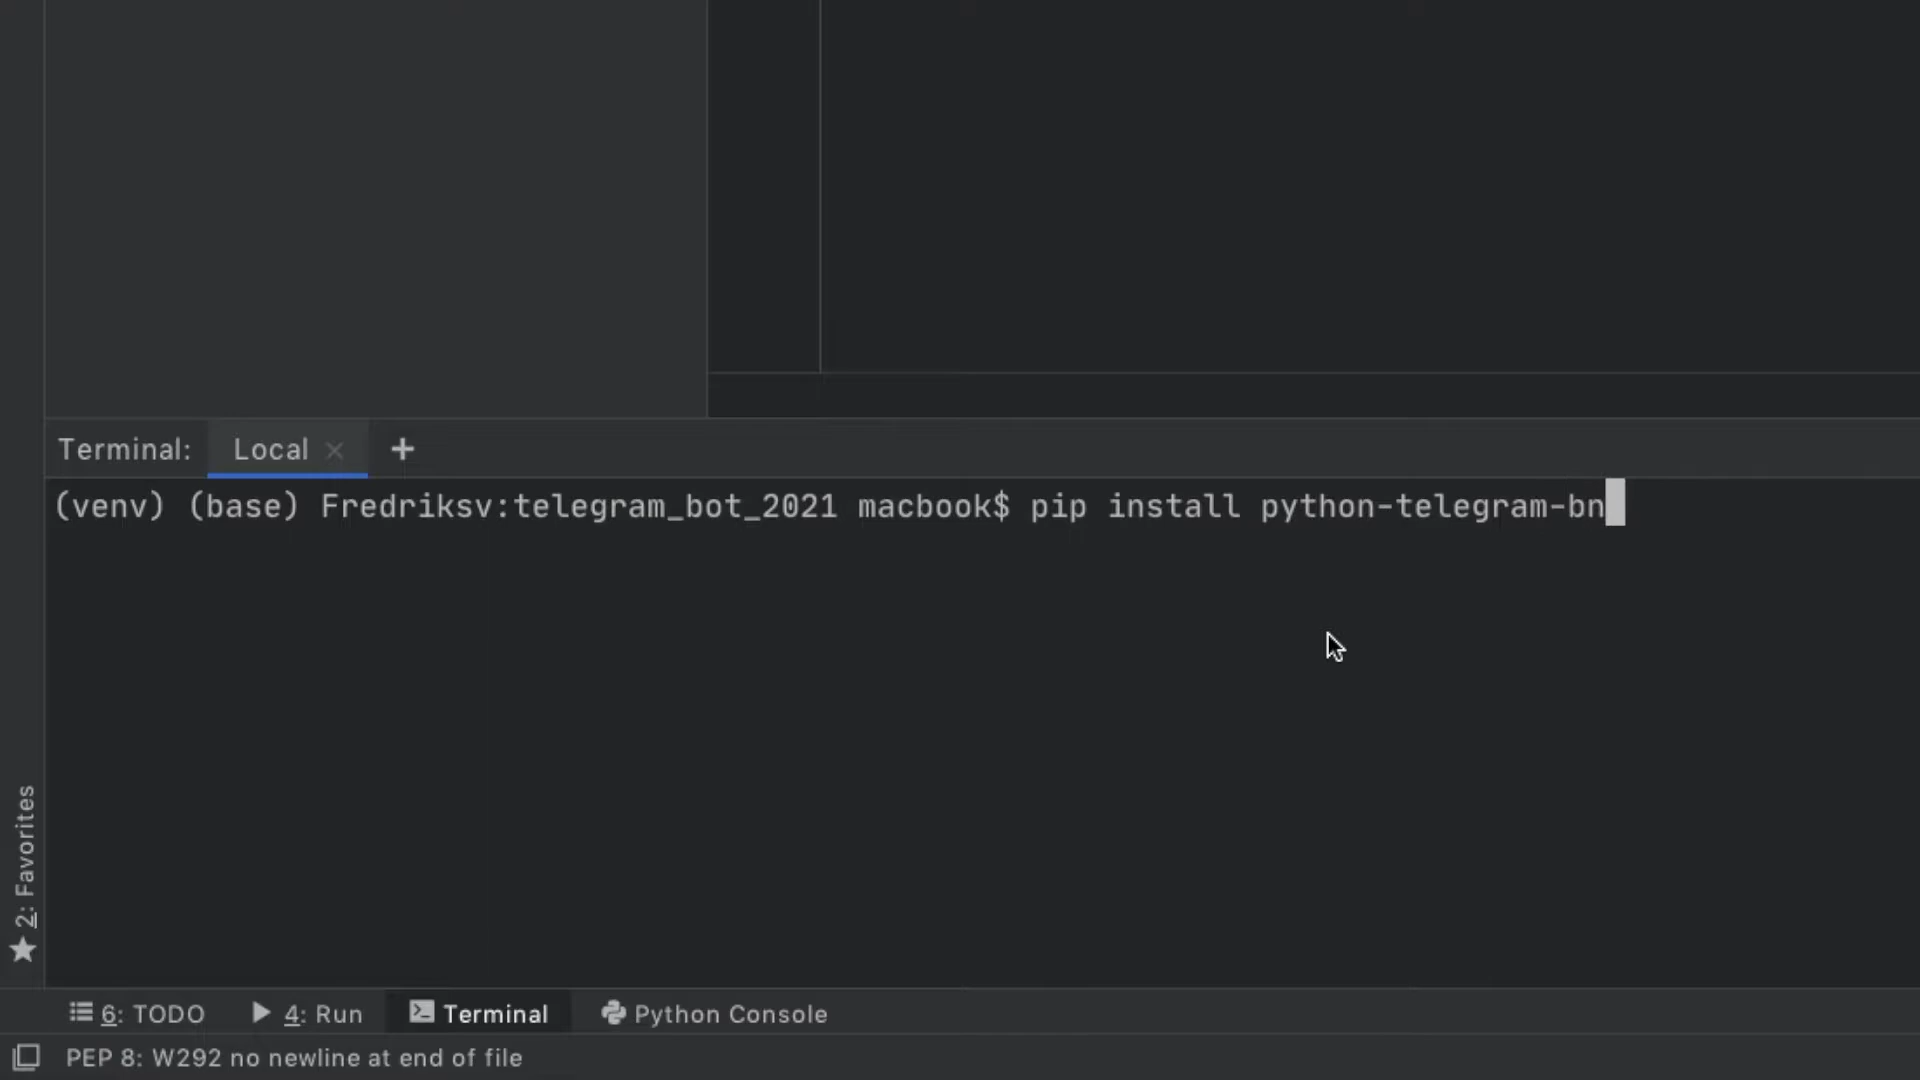 Terminal: Local × +
(venv) (base) Fredriksv:telegram_bot_2021 macbook$ pip install python-telegram-bn
2: Favorites
6: TODO 4: Run Terminal Python Console
PEP 8: W292 no newline at end of file